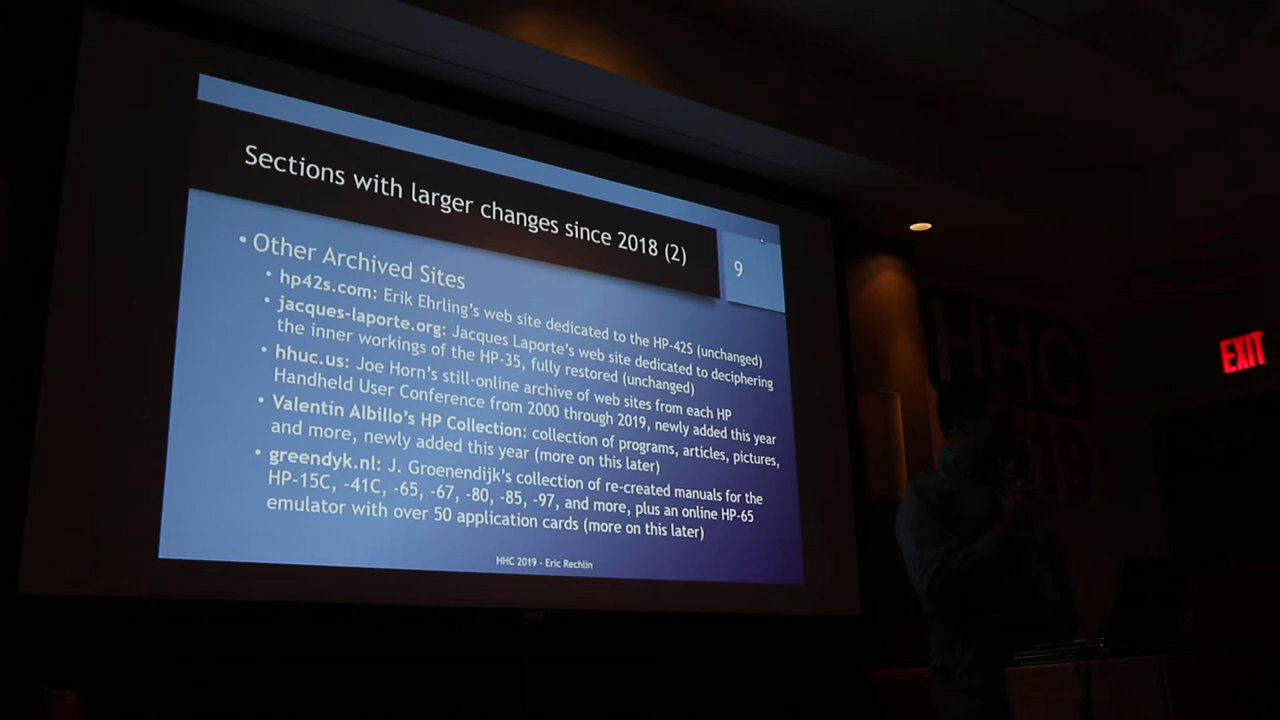 Sections with larger changes since 2018 (2)
9
• Other Archived Sites
• hp42s.com: Erik Ehrling's web site dedicated to the HP-42S (unchanged)
• jacques-laporte.org: Jacques Laporte's web site dedicated to deciphering
the inner workings of the HP-35, fully restored (unchanged)
• hhuc.us: Joe Horn's still-online archive of web sites from each HP
Handheld User Conference from 2000 through 2019, newly added this year
• Valentín Albillo's HP Collection: collection of programs, articles, pictures,
and more, newly added this year (more on this later)
• greendyk.nl: J. Groenendijk's collection of re-created manuals for the
HP-15C, -41C, -65, -67, -80, -85, -97, and more, plus an online HP-65
emulator with over 50 application cards (more on this later)
HHC 2019 - Eric Rechlin
EXIT
HHC
19